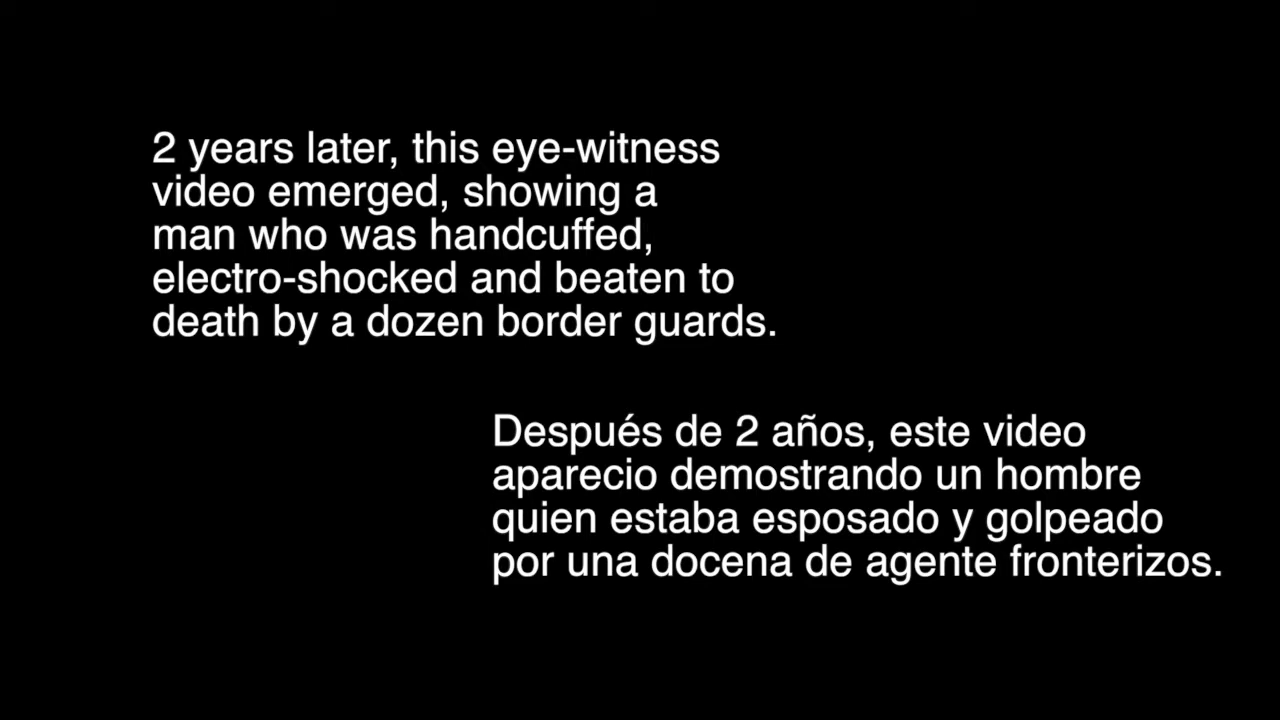 2 years later, this eye-witness
video emerged, showing a
man who was handcuffed,
electro-shocked and beaten to
death by a dozen border guards.
Después de 2 años, este video
aparecio demostrando un hombre
quien estaba esposado y golpeado
por una docena de agente fronterizos.